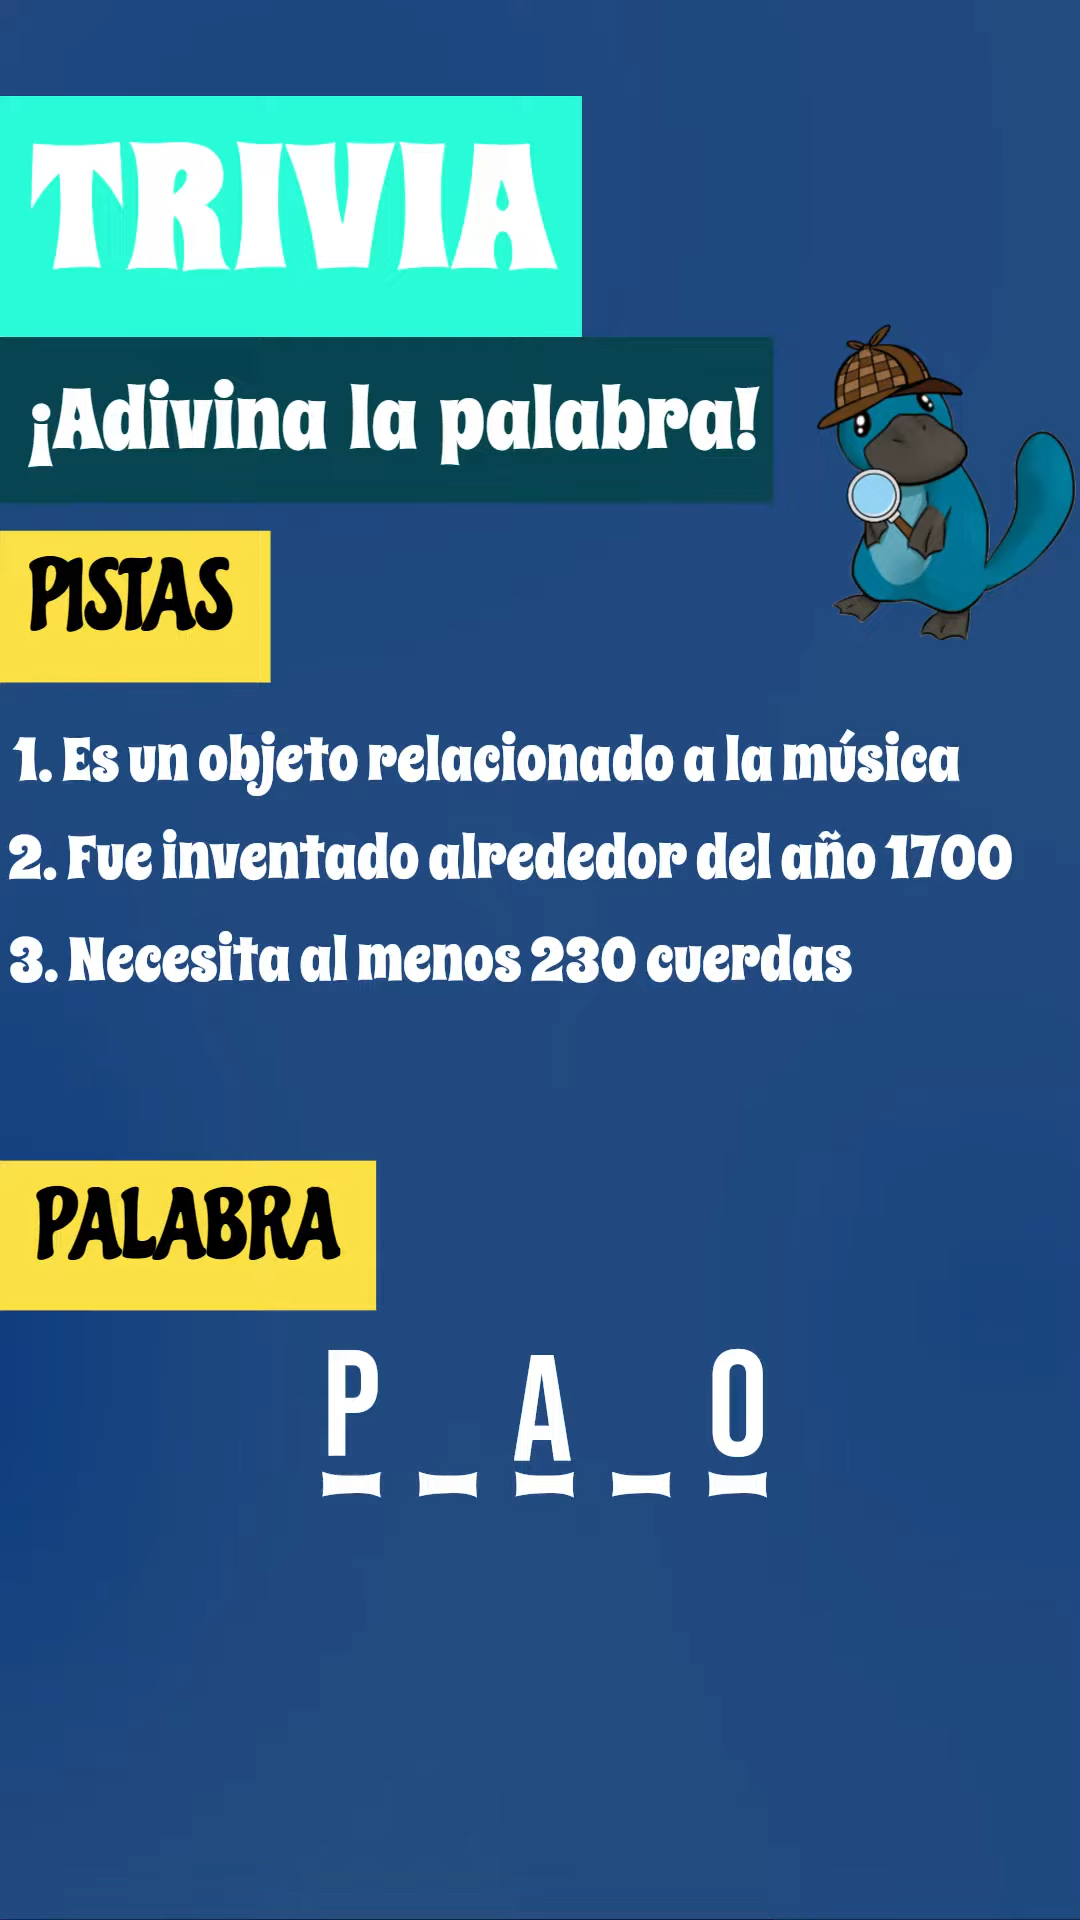 TRIVIA
¡Adivina la palabra!
PISTAS
1. Es un objeto relacionado a la música
2. Fue inventado alrededor del año 1700
3. Necesita al menos 230 cuerdas
PALABRA
P _ A _ O